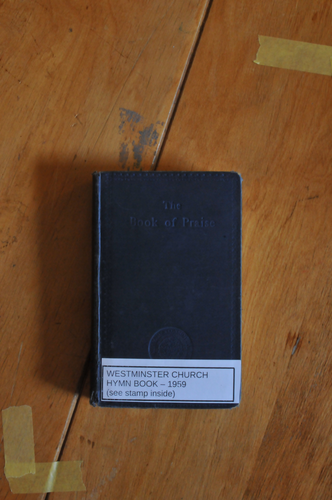 The
Book of Praise
WESTMINSTER CHURCH
HYMN BOOK – 1959
(see stamp inside)